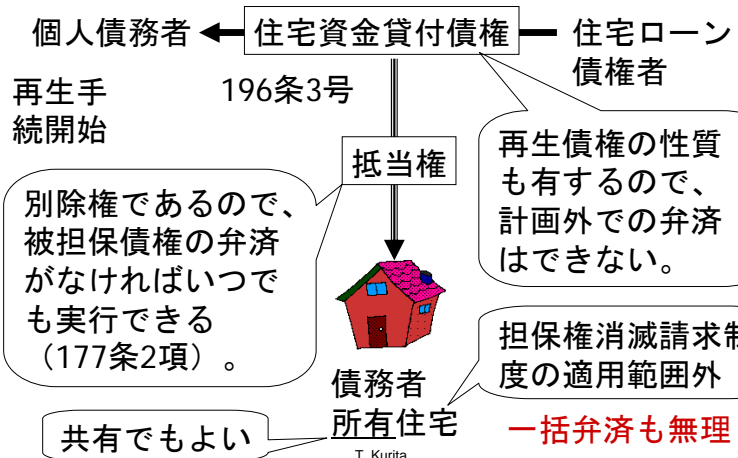 個人債務者
住宅資金貸付債権
住宅ローン
債権者
再生手
続開始
196条3号
抵当権
再生債権の性質
も有するので、
計画外での弁済
はできない。
別除権であるので、
被担保債権の弁済
がなければいつで
も実行できる
（177条2項）。
担保権消滅請求制
度の適用範囲外
債務者
所有住宅
共有でもよい
一括弁済も無理
T. Kurita